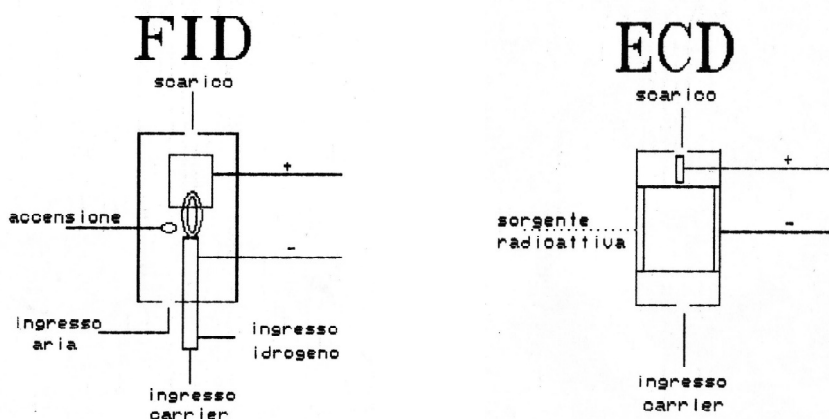 FID
scarico
+
accensione
-
ingresso
aria
ingresso
idrogeno
ingresso
carrier
ECD
scarico
+
sorgente
radioattiva
-
ingresso
carrier